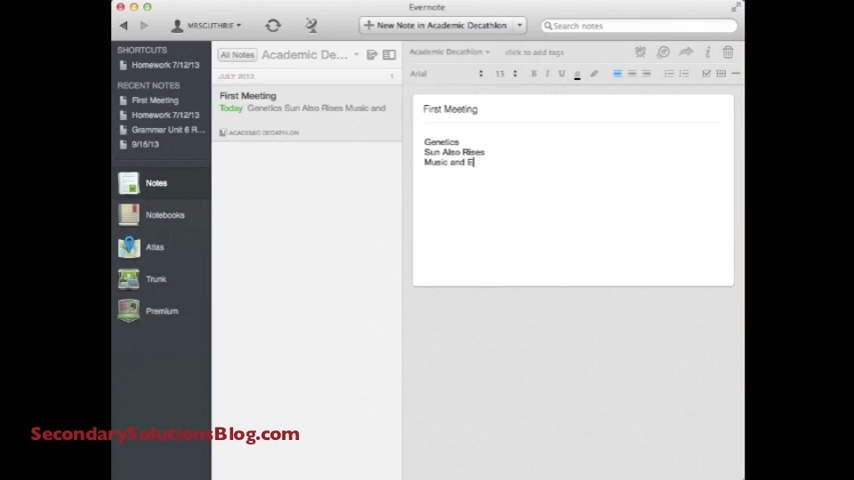 Evernote
MRSGUTHRIE
New Note in Academic Decathlon
Search notes
SHORTCUTS
Homework 7/12/13
RECENT NOTES
First Meeting
Homework 7/12/13
Grammar Unit 6 R...
9/15/13
Notes
Notebooks
Atlas
Trunk
Premium
All Notes
Academic De...
JULY 2013 1
First Meeting
Today Genetics Sun Also Rises Music and
ACADEMIC DECATHLON
Academic Decathlon
click to add tags
Arial
13
B I U a
First Meeting
Genetics
Sun Also Rises
Music and E
SecondarySolutionsBlog.com